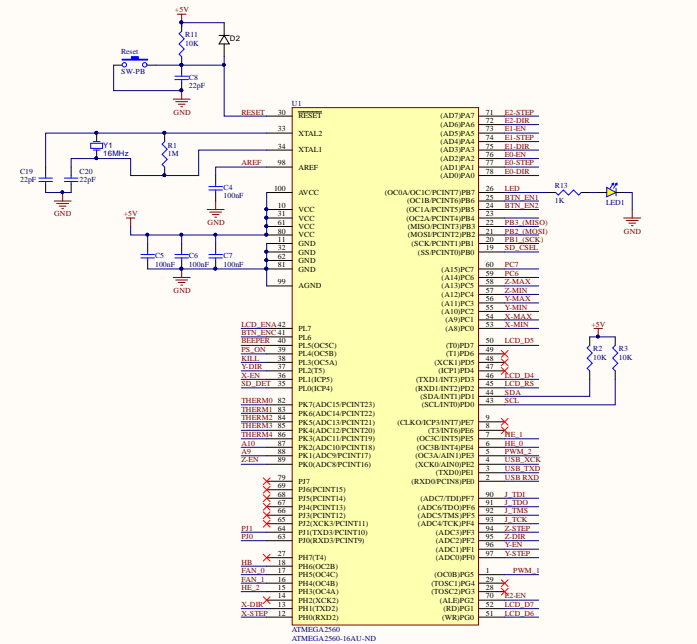 +5V
R11
10K
D2
Reset
SW-PB
C8
22pF
GND
U1
RESET 30 RESET (AD7)PA7 71 E2-STEP
(AD6)PA6 72 E2-DIR
33 XTAL2 (AD5)PA5 73 E1-EN
(AD4)PA4 74 E1-STEP
Y1
16MHz
R1
1M
34 XTAL1 (AD3)PA3 75 E1-DIR
(AD2)PA2 76 E0-EN
AREF 98 AREF (AD1)PA1 77 E0-STEP
(AD0)PA0 78 E0-DIR
C19
22pF
C20
22pF
GND
C4
100nF
GND
100 AVCC (OC0A/OC1C/PCINT7)PB7 26 LED
R13
1K
LED1
GND
(OC1B/PCINT6)PB6 25 BTN_EN1
10 VCC (OC1A/PCINT5)PB5 24 BTN_EN2
31 VCC (OC2A/PCINT4)PB4 23
61 VCC (MISO/PCINT3)PB3 22 PB3_(MISO)
80 VCC (MOSI/PCINT2)PB2 21 PB2_(MOSI)
11 GND (SCK/PCINT1)PB1 20 PB1_(SCK)
32 GND (SS/PCINT0)PB0 19 SD_CSEL
62 GND
81 GND
99 AGND
+5V
C5
100nF
C6
100nF
C7
100nF
GND
(A15)PC7 60 PC7
(A14)PC6 59 PC6
(A13)PC5 58 Z-MAX
(A12)PC4 57 Z-MIN
(A11)PC3 56 Y-MAX
(A10)PC2 55 Y-MIN
(A9)PC1 54 X-MAX
(A8)PC0 53 X-MIN
LCD_ENA 42 PL7
BTN_ENC 41 PL6
BEEPER 40 PL5(OC5C)
PS_ON 39 PL4(OC5B)
KILL 38 PL3(OC5A)
Y-DIR 37 PL2(T5)
X-EN 36 PL1(ICP5)
SD_DET 35 PL0(ICP4)
(T0)PD7 50 LCD_D5
(T1)PD6 49
(XCK1)PD5 48
(ICP1)PD4 47
(TXD1/INT3)PD3 46 LCD_D4
(RXD1/INT2)PD2 45 LCD_RS
(SDA/INT1)PD1 44 SDA
(SCL/INT0)PD0 43 SCL
+5V
R2
10K
R3
10K
THERM0 82 PK7(ADC15/PCINT23)
THERM1 83 PK6(ADC14/PCINT22)
THERM2 84 PK5(ADC13/PCINT21)
THERM3 85 PK4(ADC12/PCINT20)
THERM4 86 PK3(ADC11/PCINT19)
A10 87 PK2(ADC10/PCINT18)
A9 88 PK1(ADC9/PCINT17)
Z-EN 89 PK0(ADC8/PCINT16)
(CLKO/ICP3/INT7)PE7 9
(T3/INT6)PE6 8
(OC3C/INT5)PE5 7 HE_1
(OC3B/INT4)PE4 6 HE_0
(OC3A/AIN1)PE3 5 PWM_2
(XCK0/AIN0)PE2 4 USB_XCK
(TXD0)PE1 3 USB_TXD
(RXD0/PCINT8)PE0 2 USB RXD
79 PJ7
69 PJ6(PCINT15)
68 PJ5(PCINT14)
67 PJ4(PCINT13)
66 PJ3(PCINT12)
65 PJ2(XCK3/PCINT11)
PJ1 64 PJ1(TXD3/PCINT10)
PJ0 63 PJ0(RXD3/PCINT9)
(ADC7/TDI)PF7 90 J_TDI
(ADC6/TDO)PF6 91 J_TDO
(ADC5/TMS)PF5 92 J_TMS
(ADC4/TCK)PF4 93 J_TCK
(ADC3)PF3 94 Z-STEP
(ADC2)PF2 95 Z-DIR
(ADC1)PF1 96 Y-EN
(ADC0)PF0 97 Y-STEP
27 PH7(T4)
HB 18 PH6(OC2B)
FAN_0 17 PH5(OC4C)
FAN_1 16 PH4(OC4B)
HE_2 15 PH3(OC4A)
14 PH2(XCK2)
X-DIR 13 PH1(TXD2)
X-STEP 12 PH0(RXD2)
(OC0B)PG5 1 PWM_1
(TOSC1)PG4 29
(TOSC2)PG3 28
(ALE)PG2 70 E2-EN
(RD)PG1 52 LCD_D7
(WR)PG0 51 LCD_D6
ATMEGA2560
ATMEGA2560-16AU-ND